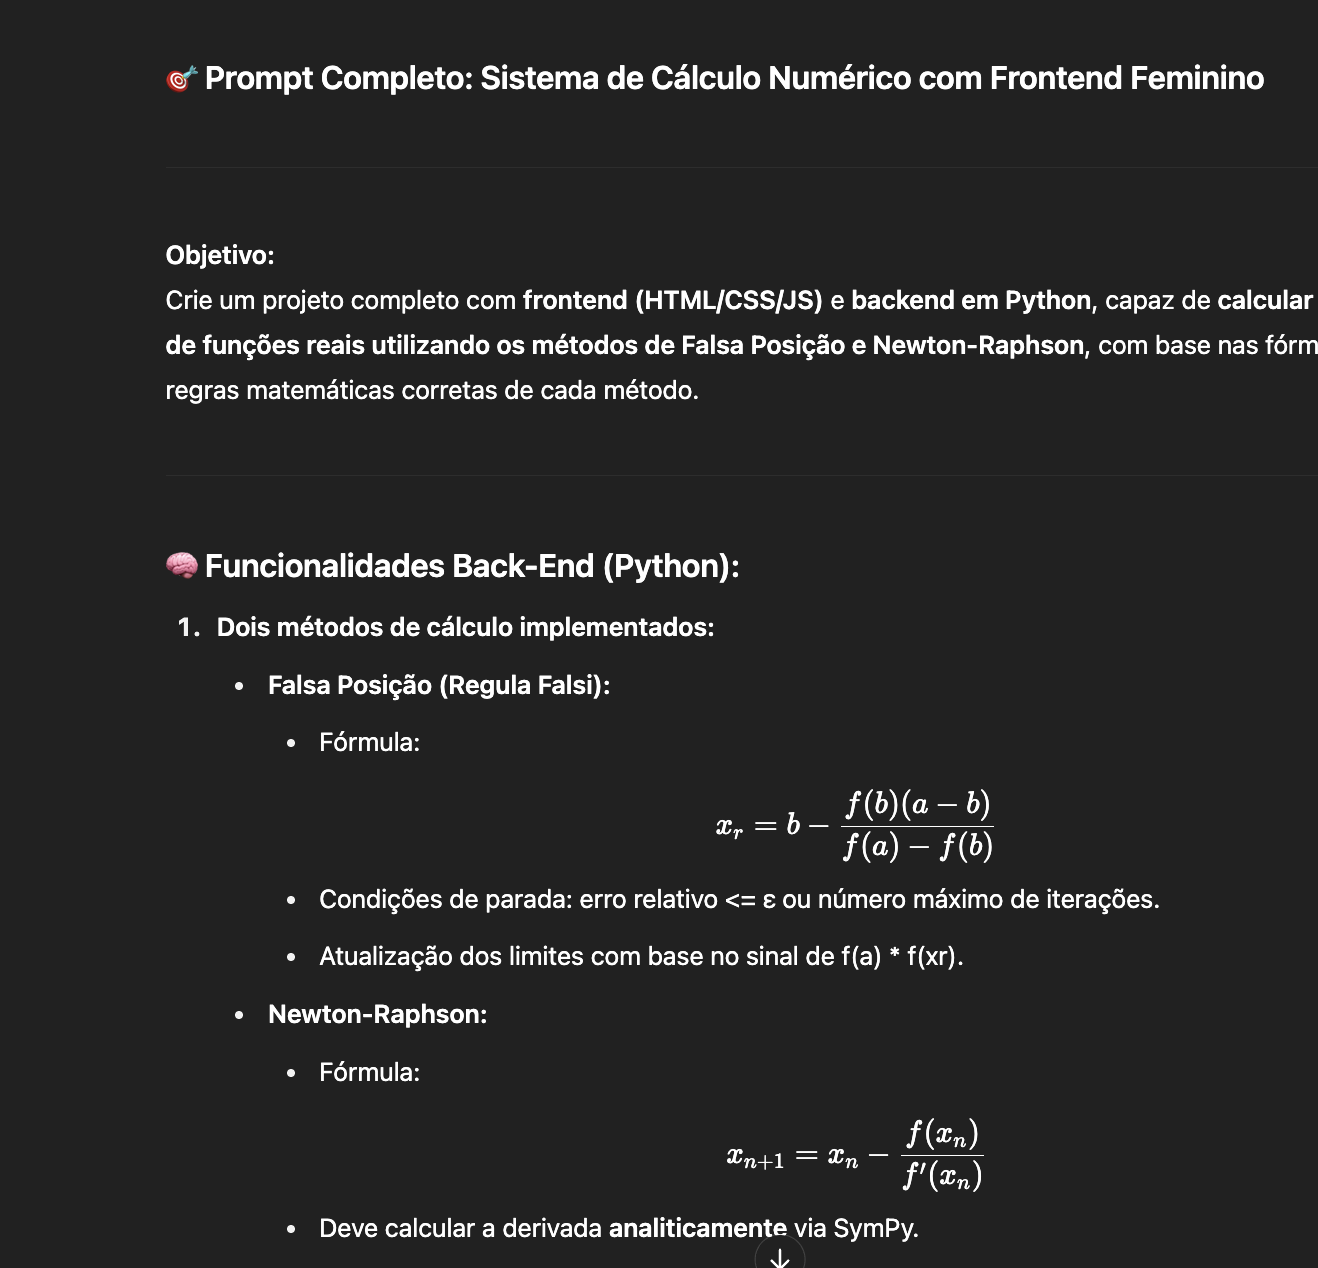 🎯 Prompt Completo: Sistema de Cálculo Numérico com Frontend Feminino
Objetivo:
Crie um projeto completo com frontend (HTML/CSS/JS) e backend em Python, capaz de calcular
de funções reais utilizando os métodos de Falsa Posição e Newton-Raphson, com base nas fórm
regras matemáticas corretas de cada método.
🧠 Funcionalidades Back-End (Python):
1. Dois métodos de cálculo implementados:
• Falsa Posição (Regula Falsi):
• Fórmula:
x_r = b − \frac{f(b)(a − b)}{f(a) − f(b)}
• Condições de parada: erro relativo <= ε ou número máximo de iterações.
• Atualização dos limites com base no sinal de f(a) * f(xr).
• Newton-Raphson:
• Fórmula:
x_{n+1} = x_n − \frac{f(x_n)}{f'(x_n)}
• Deve calcular a derivada analiticamente via SymPy.